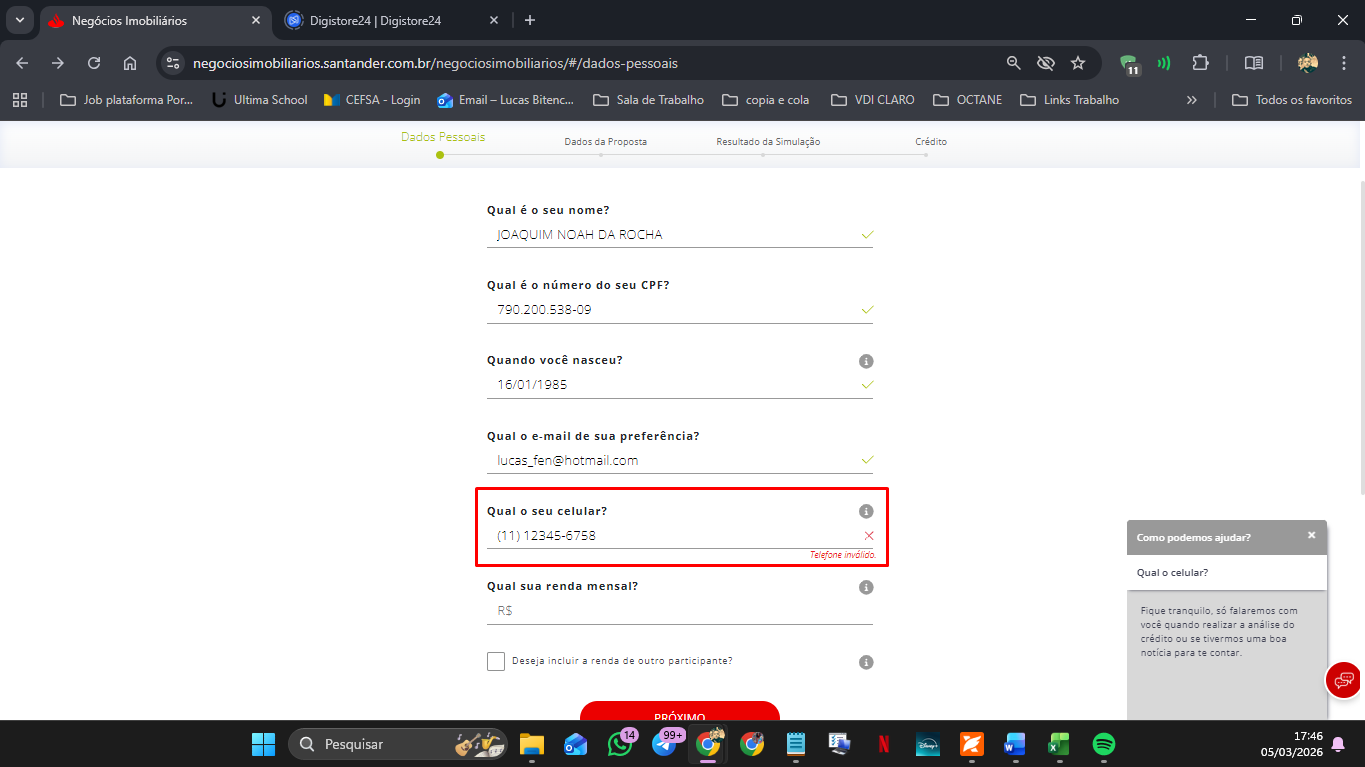 Negócios Imobiliários
Digistore24 | Digistore24
negociosimobiliarios.santander.com.br/negociosimobiliarios/#/dados-pessoais
11
Job plataforma Por...
Ultima School
CEFSA - Login
Email – Lucas Bitenc...
Sala de Trabalho
copia e cola
VDI CLARO
OCTANE
Links Trabalho
Todos os favoritos
Dados Pessoais
Dados da Proposta
Resultado da Simulação
Crédito
Qual é o seu nome?
JOAQUIM NOAH DA ROCHA
Qual é o número do seu CPF?
790.200.538-09
Quando você nasceu?
16/01/1985
Qual o e-mail de sua preferência?
lucas_fen@hotmail.com
Qual o seu celular?
(11) 12345-6758
Telefone inválido.
Qual sua renda mensal?
R$
Deseja incluir a renda de outro participante?
PRÓXIMO
Como podemos ajudar?
Qual o celular?
Fique tranquilo, só falaremos com
você quando realizar a análise do
crédito ou se tivermos uma boa
notícia para te contar.
Pesquisar
14
99+
N
Disney+
W
X
17:46
05/03/2026